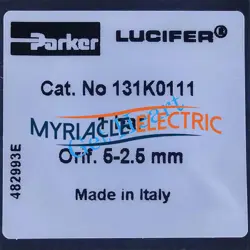 Parker LUCIFER®
Cat. No 131K0111
MYRIACLE ELECTRIC
Orif. 5-2.5 mm
Made in Italy
482993E